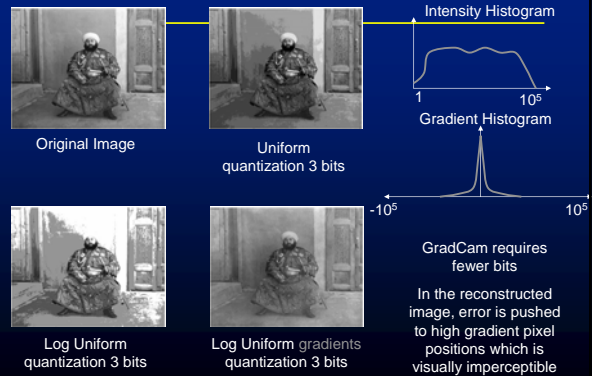 Intensity Histogram
1
10⁵
Original Image
Uniform
quantization 3 bits
Gradient Histogram
-10⁵
10⁵
Log Uniform
quantization 3 bits
Log Uniform gradients
quantization 3 bits
GradCam requires
fewer bits
In the reconstructed
image, error is pushed
to high gradient pixel
positions which is
visually imperceptible